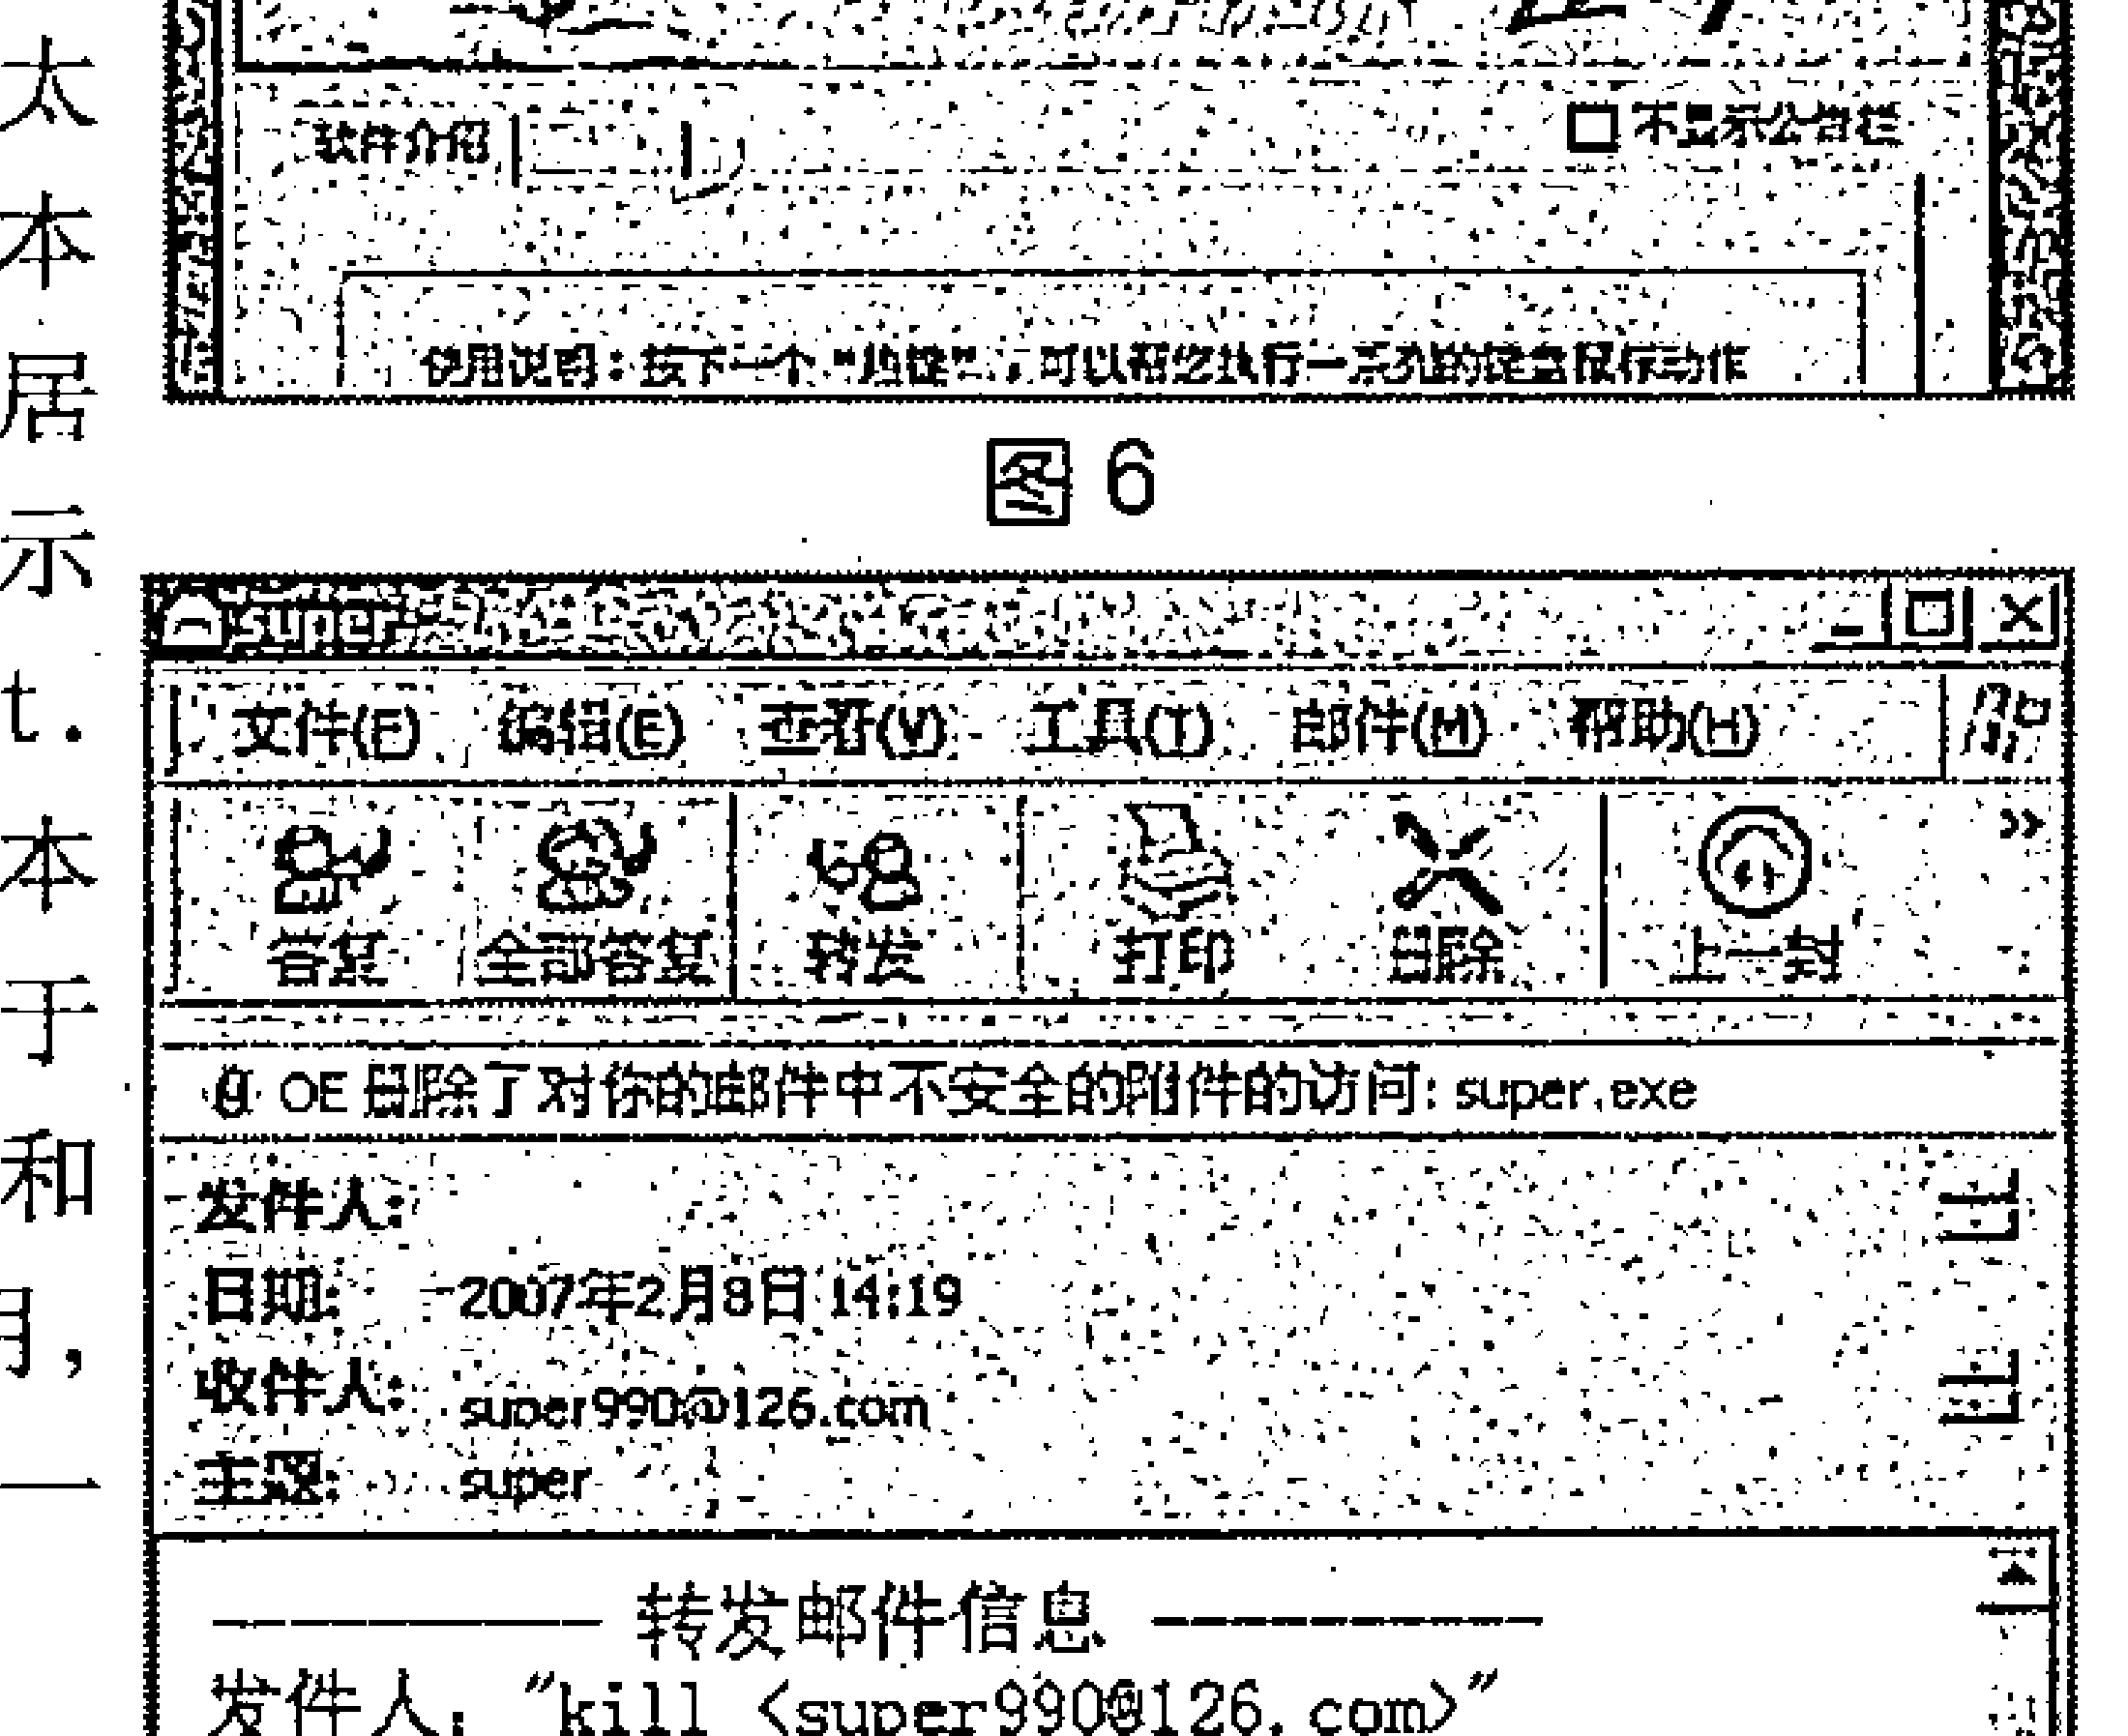 太
本
居
示
t.
本
于
和
月,
一
软件介绍
不显示公告栏
使用说明：按下一个"热键"，可以帮您执行一系列的键盘操作动作
图 6
super
文件(F) 编辑(E) 查看(V) 工具(T) 邮件(M) 帮助(H)
答复 全部答复 转发 打印 删除 上一封 »
OE 删除了对你的邮件中不安全的附件的访问: super.exe
发件人:
日期: 2007年2月8日 14:19
收件人: super990@126.com
主题: super
转发邮件信息
发件人: "kill <super990@126.com>"